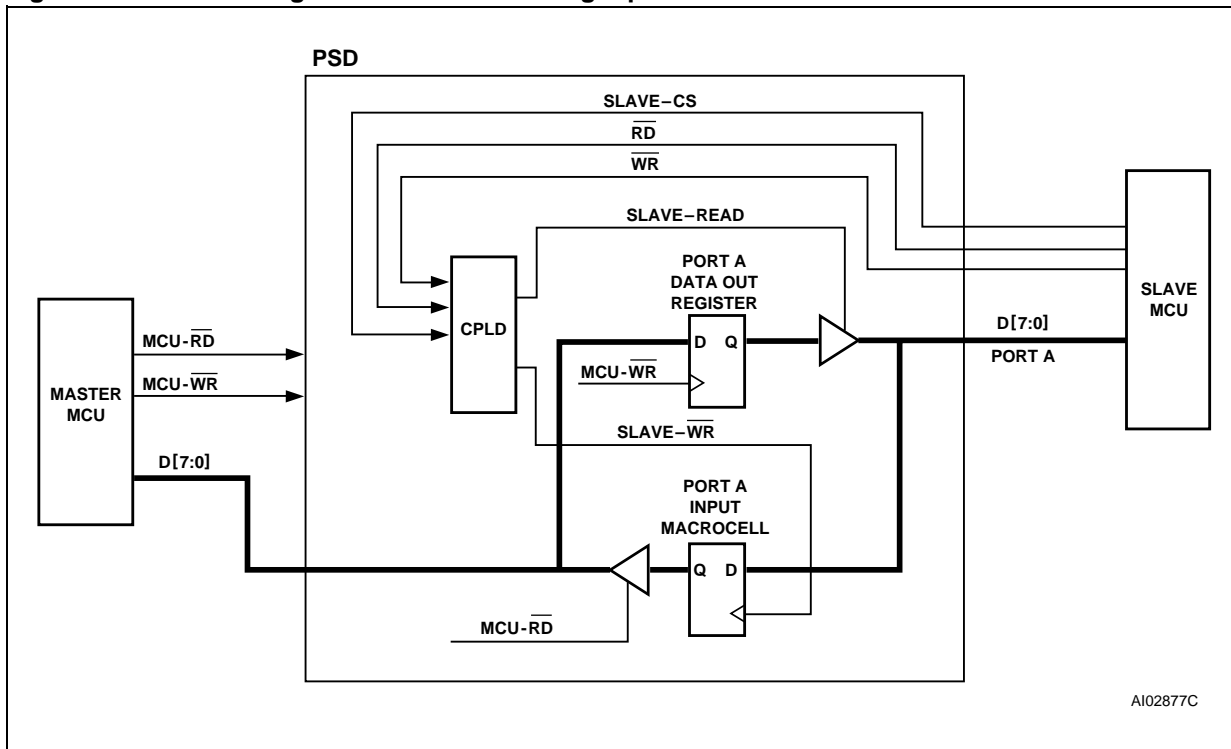 PSD
SLAVE–CS
RD
WR
SLAVE–READ
PORT A
DATA OUT
REGISTER
CPLD
D Q
MCU-WR
D[7:0]
PORT A
SLAVE
MCU
MCU-RD
MCU-WR
MASTER
MCU
D[7:0]
SLAVE–WR
PORT A
INPUT
MACROCELL
Q D
MCU-RD
AI02877C